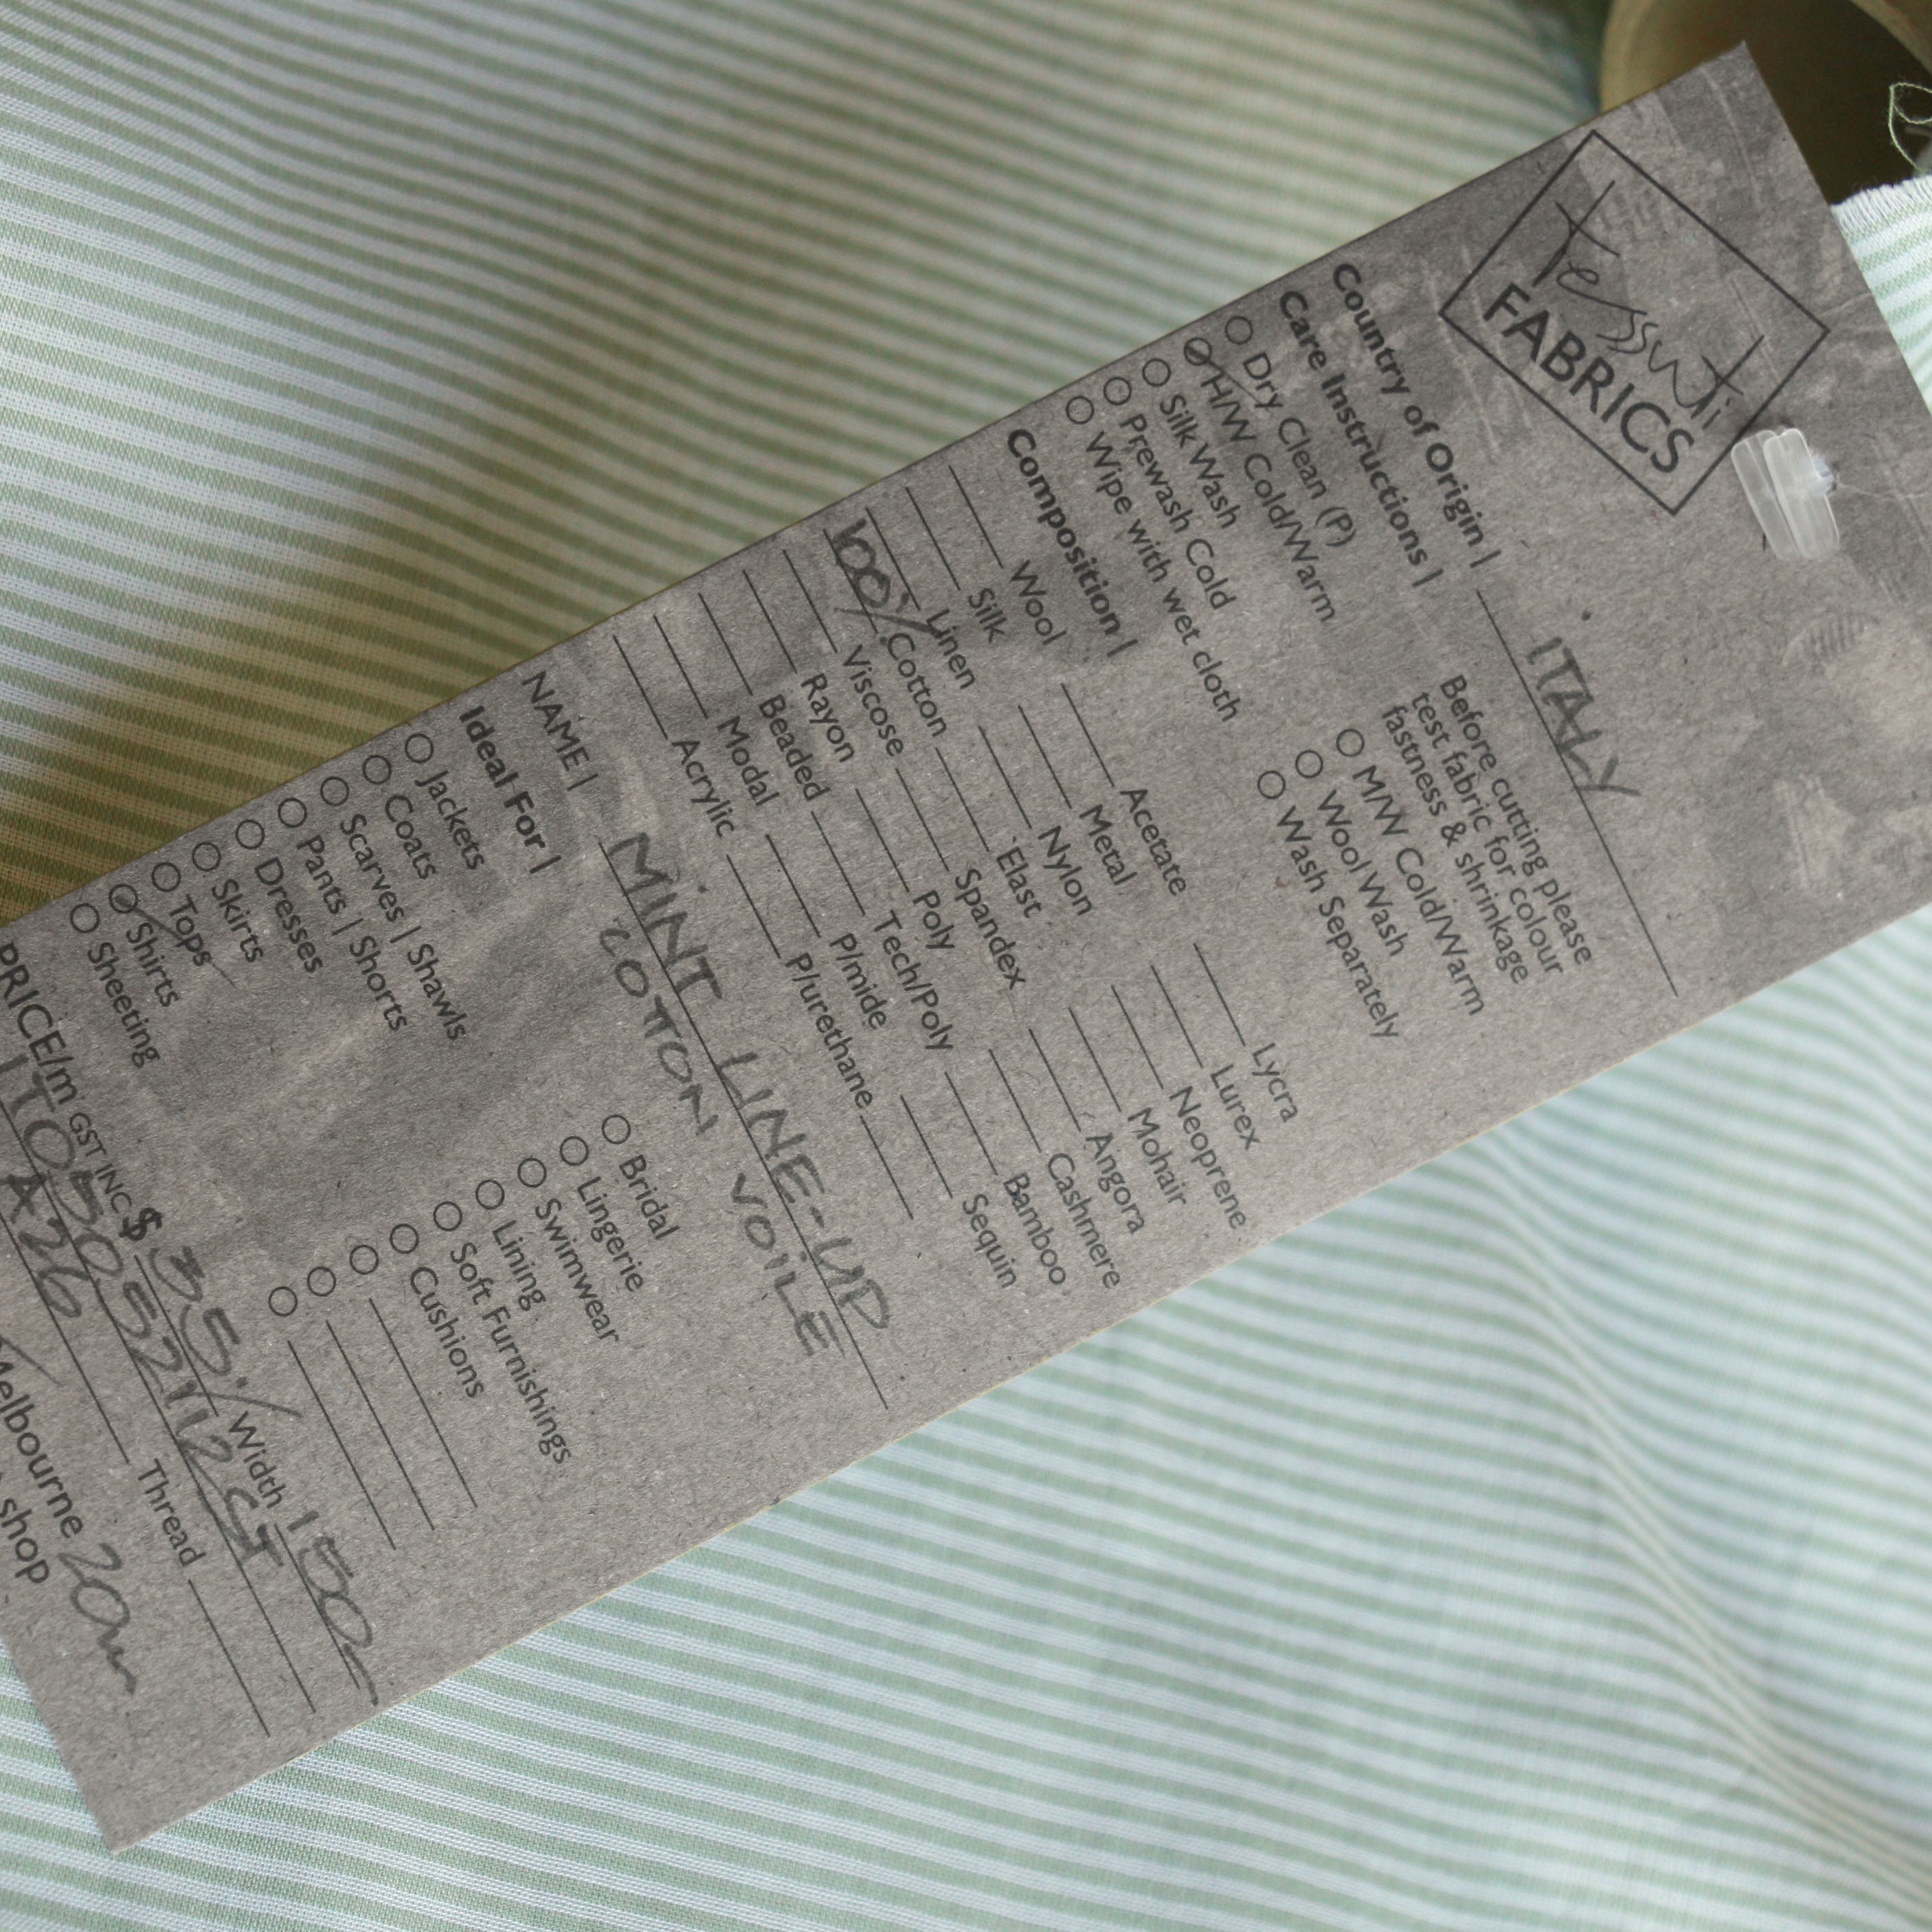 tessuti
FABRICS
Country of Origin | ITALY
Care Instructions |
Before cutting please
test fabric for colour
fastness & shrinkage
Dry Clean (P)
H/W Cold/Warm
Silk Wash
Prewash Cold
Wipe with wet cloth
M/W Cold/Warm
Wool Wash
Wash Separately
Composition |
Wool
Silk
Linen
100% Cotton
Viscose
Rayon
Beaded
Modal
Acrylic
Acetate
Metal
Nylon
Elast
Spandex
Poly
Tech/Poly
P/mide
P/urethane
Lycra
Lurex
Neoprene
Mohair
Angora
Cashmere
Bamboo
Sequin
NAME | MINT LINE-UP
COTTON VOILE
Ideal For |
Jackets
Coats
Scarves | Shawls
Pants | Shorts
Dresses
Skirts
Tops
Shirts
Sheeting
Bridal
Lingerie
Swimwear
Lining
Soft Furnishings
Cushions
PRICE/m GST INC $ 35./ Width 150
A26 Thread
Melbourne 20m
shop